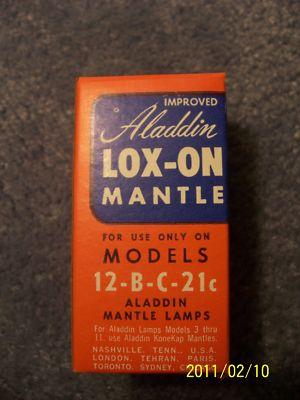 IMPROVED
Aladdin
LOX-ON
MANTLE
FOR USE ONLY ON
MODELS
12-B-C-21c
ALADDIN
MANTLE LAMPS
For Aladdin Lamps Models 3 thru
11. use Aladdin KoneKap Mantles.
NASHVILLE, TENN., U.S.A.
LONDON, TEHRAN, PARIS,
TORONTO, SYDNEY,
2011/02/10